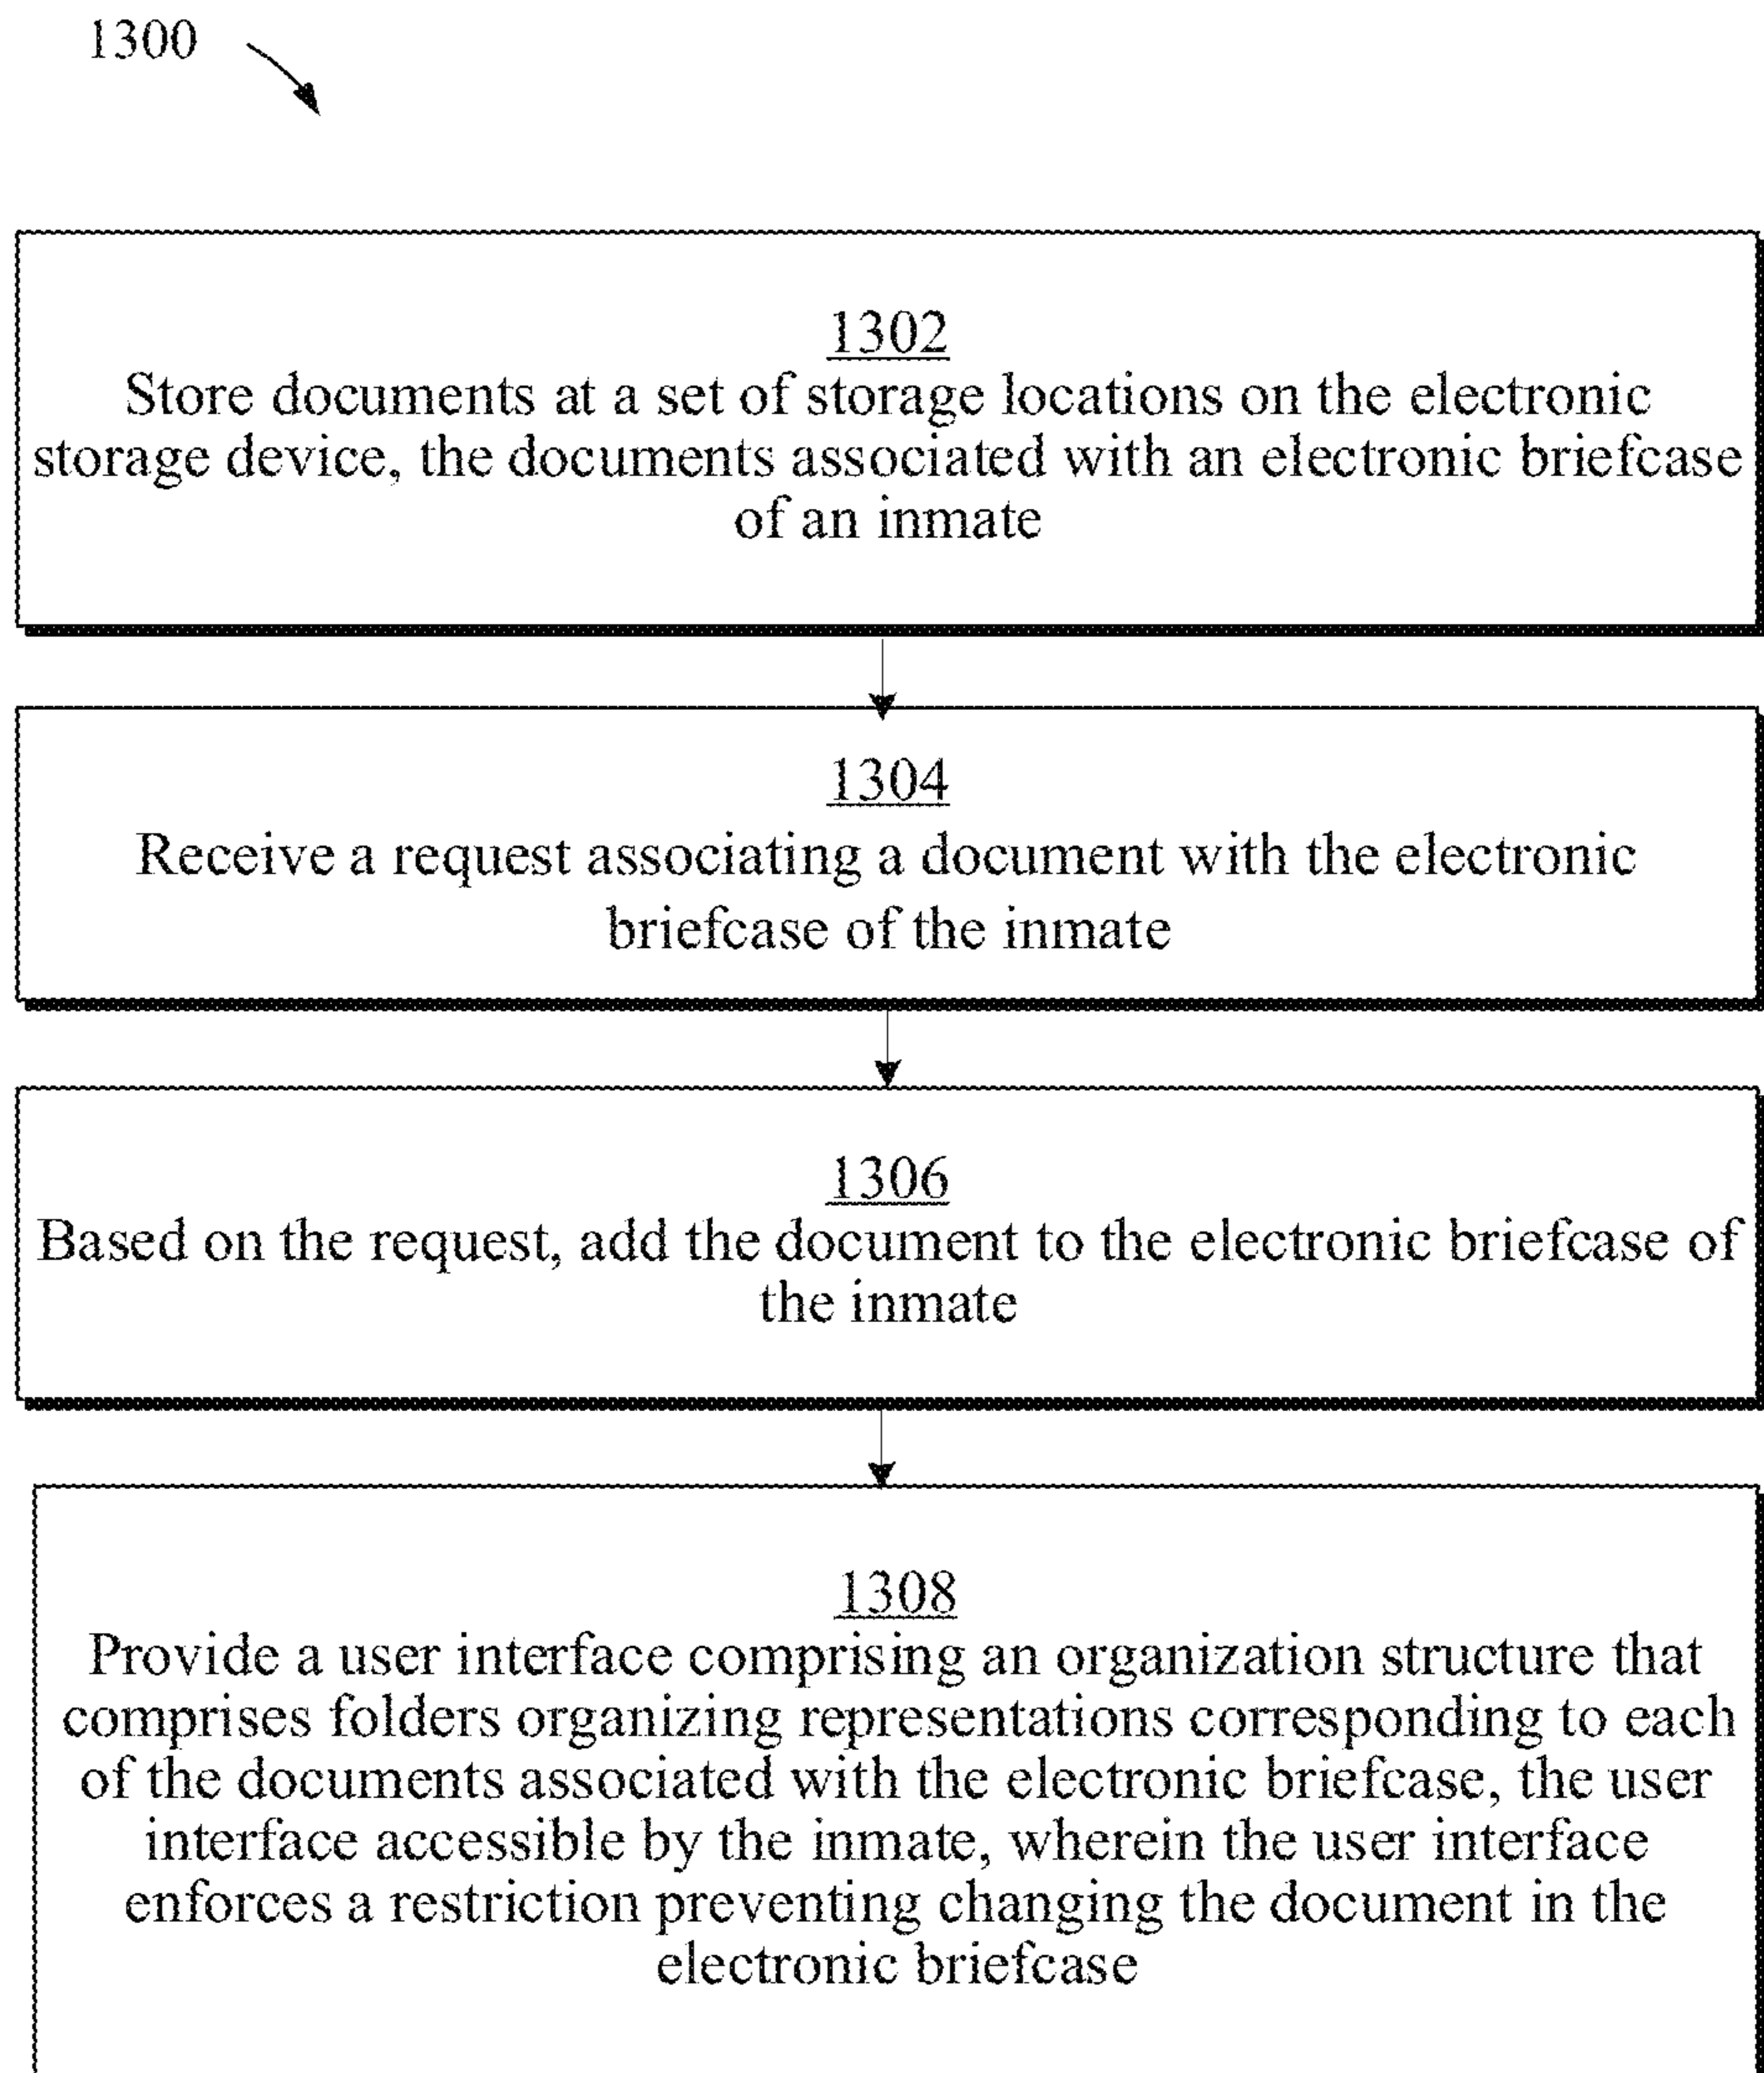 1300
1302
Store documents at a set of storage locations on the electronic
storage device, the documents associated with an electronic briefcase
of an inmate
1304
Receive a request associating a document with the electronic
briefcase of the inmate
1306
Based on the request, add the document to the electronic briefcase of
the inmate
1308
Provide a user interface comprising an organization structure that
comprises folders organizing representations corresponding to each
of the documents associated with the electronic briefcase, the user
interface accessible by the inmate, wherein the user interface
enforces a restriction preventing changing the document in the
electronic briefcase